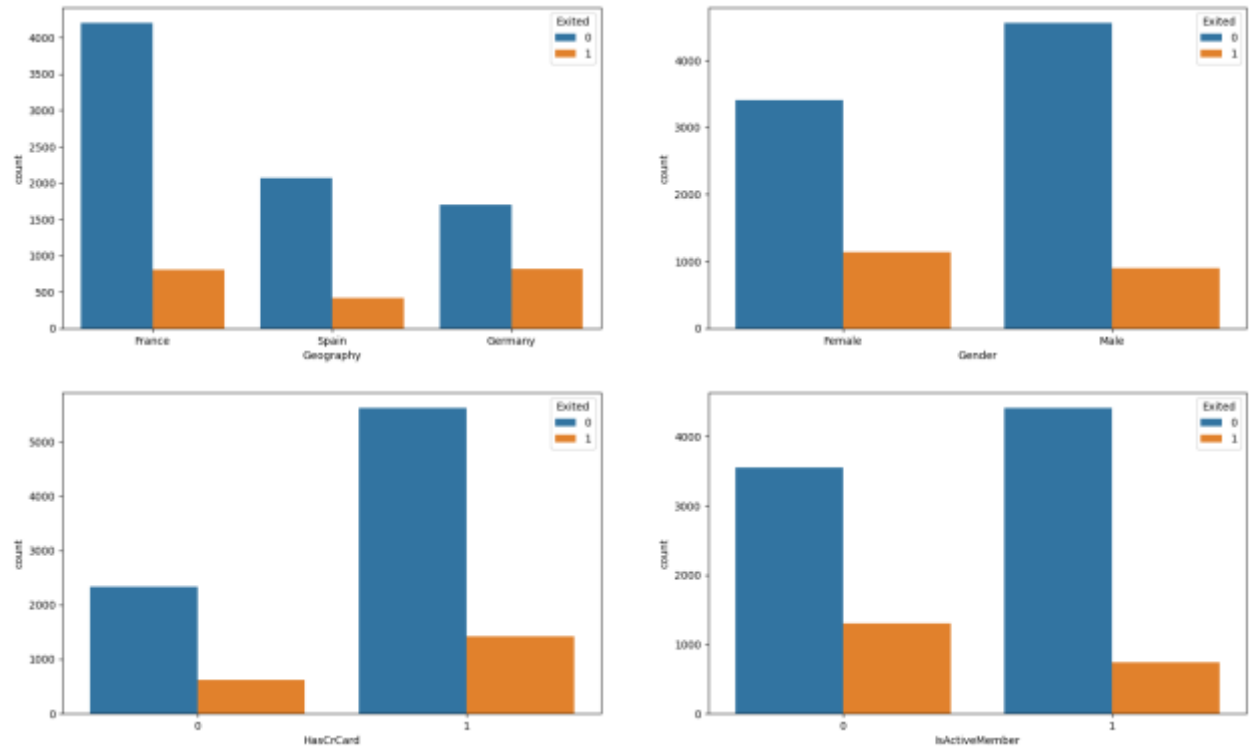 Exited
0
1
4000
3500
3000
2500
2000
1500
1000
500
0
count
France
Spain
Germany
Geography
Exited
0
1
4000
3000
2000
1000
0
count
Female
Male
Gender
Exited
0
1
5000
4000
3000
2000
1000
0
count
0
1
HasCrCard
Exited
0
1
4000
3000
2000
1000
0
count
0
1
IsActiveMember